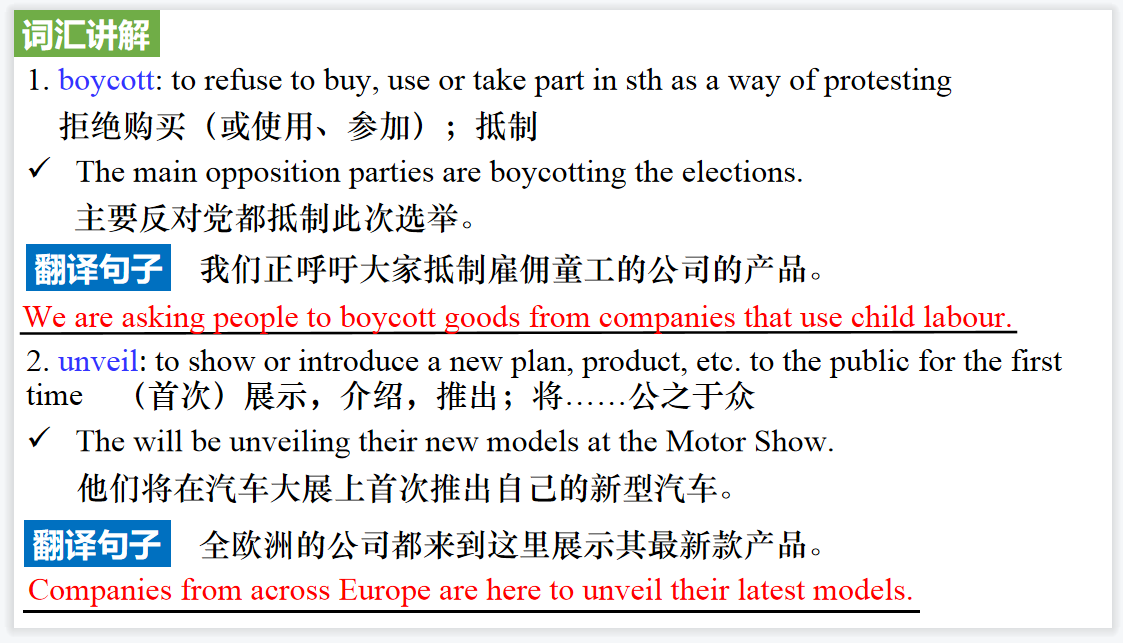 词汇讲解
1. boycott: to refuse to buy, use or take part in sth as a way of protesting
拒绝购买（或使用、参加）；抵制
✓ The main opposition parties are boycotting the elections.
主要反对党都抵制此次选举。
翻译句子 我们正呼吁大家抵制雇佣童工的公司的产品。
We are asking people to boycott goods from companies that use child labour.
2. unveil: to show or introduce a new plan, product, etc. to the public for the first
time （首次）展示，介绍，推出；将……公之于众
✓ The will be unveiling their new models at the Motor Show.
他们将在汽车大展上首次推出自己的新型汽车。
翻译句子 全欧洲的公司都来到这里展示其最新款产品。
Companies from across Europe are here to unveil their latest models.